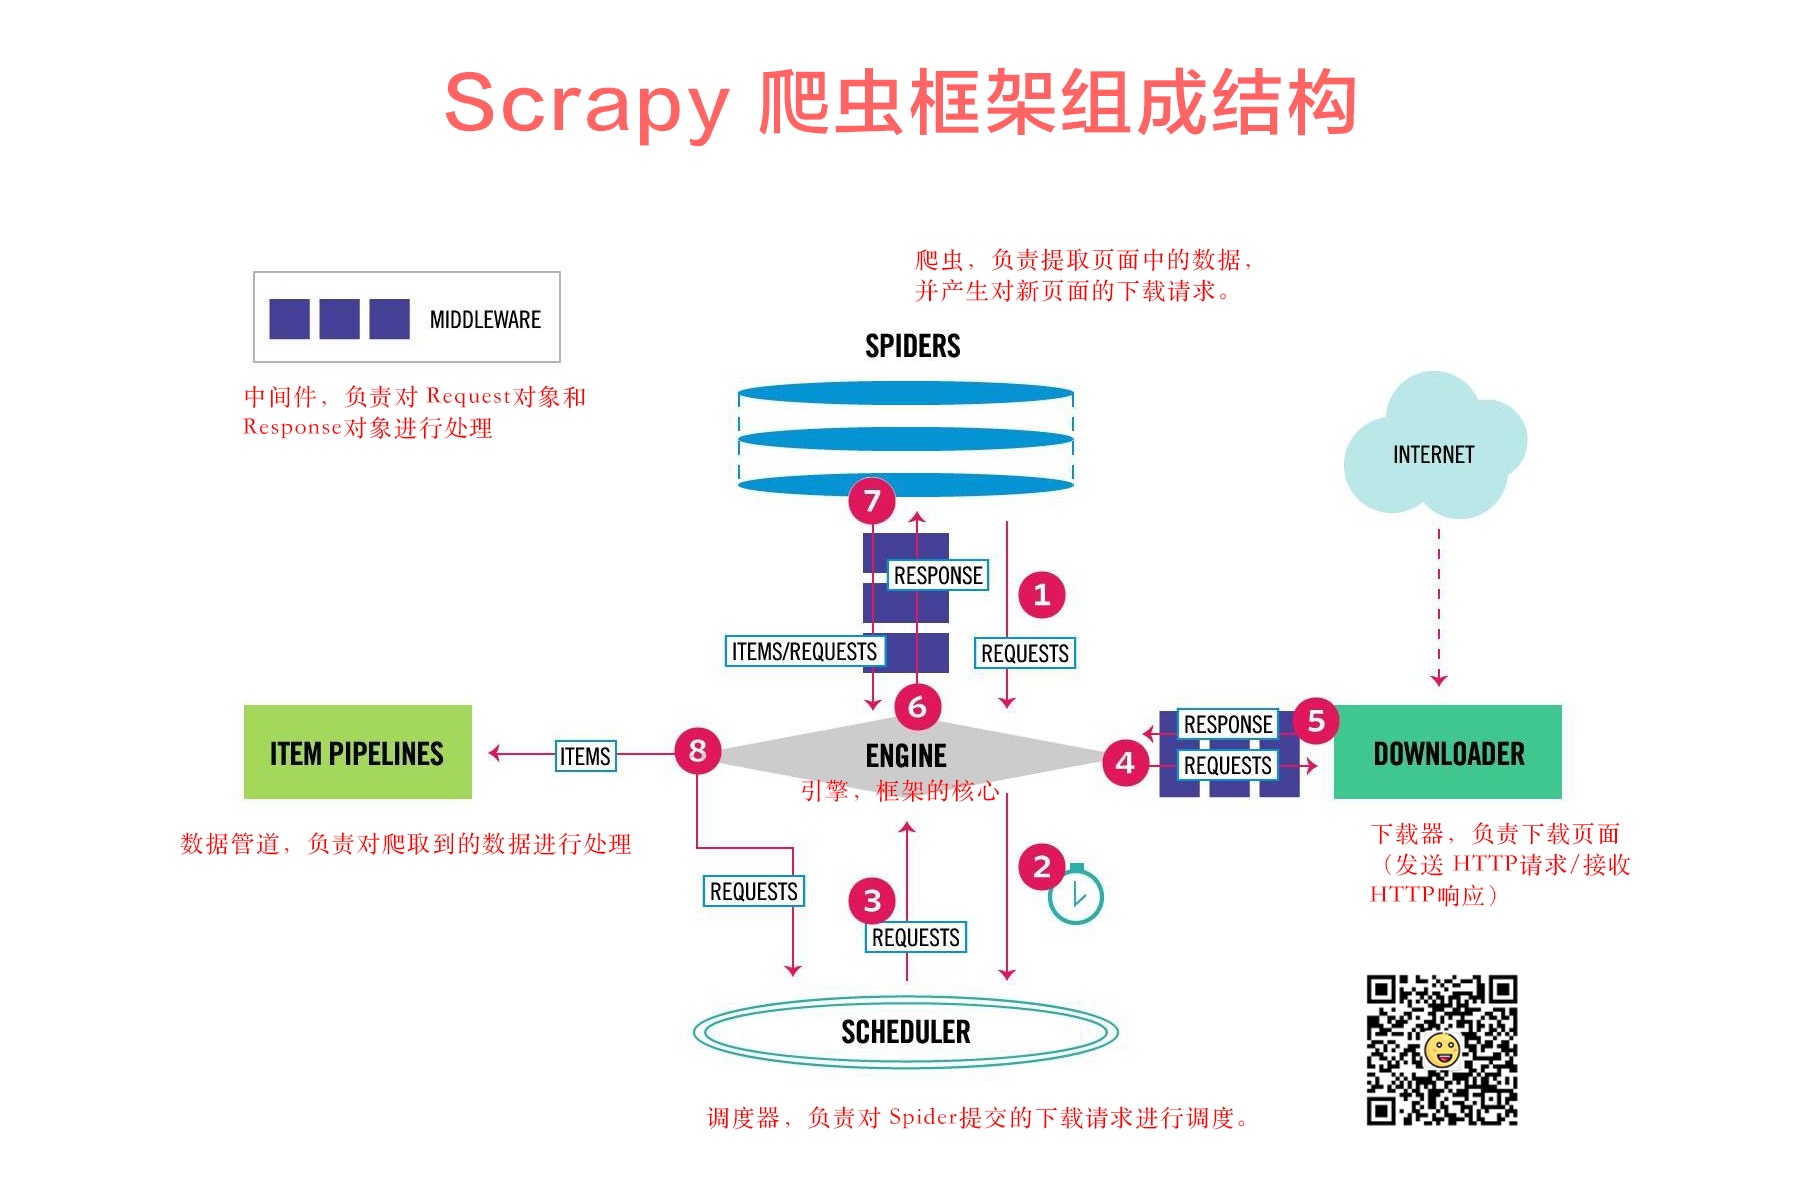 Scrapy 爬虫框架组成结构
爬虫，负责提取页面中的数据，
并产生对新页面的下载请求。
MIDDLEWARE
SPIDERS
中间件，负责对 Request对象和
Response对象进行处理
INTERNET
7
RESPONSE
1
ITEMS/REQUESTS
REQUESTS
6
ITEM PIPELINES
ITEMS
8
ENGINE
引擎，框架的核心
4
RESPONSE
5
REQUESTS
DOWNLOADER
数据管道，负责对爬取到的数据进行处理
下载器，负责下载页面
（发送 HTTP请求/接收
HTTP响应）
REQUESTS
3
REQUESTS
2
SCHEDULER
调度器，负责对 Spider提交的下载请求进行调度。